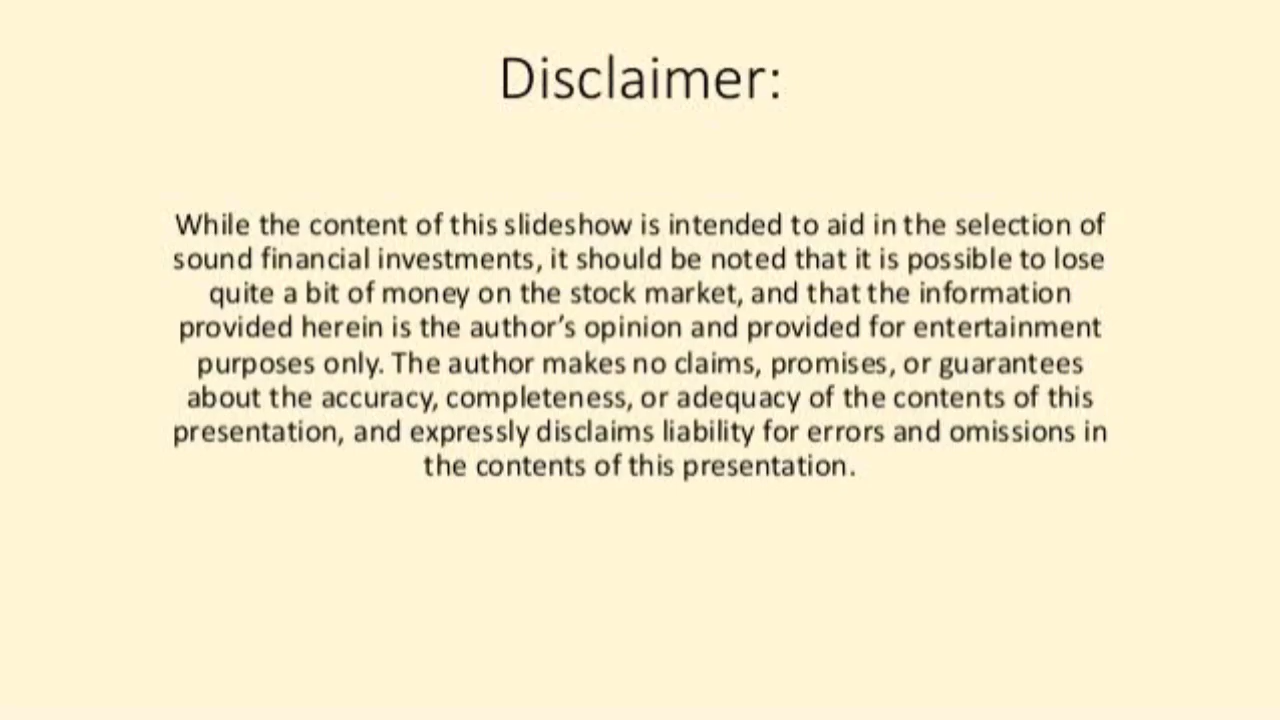 Disclaimer:
While the content of this slideshow is intended to aid in the selection of
sound financial investments, it should be noted that it is possible to lose
quite a bit of money on the stock market, and that the information
provided herein is the author’s opinion and provided for entertainment
purposes only. The author makes no claims, promises, or guarantees
about the accuracy, completeness, or adequacy of the contents of this
presentation, and expressly disclaims liability for errors and omissions in
the contents of this presentation.